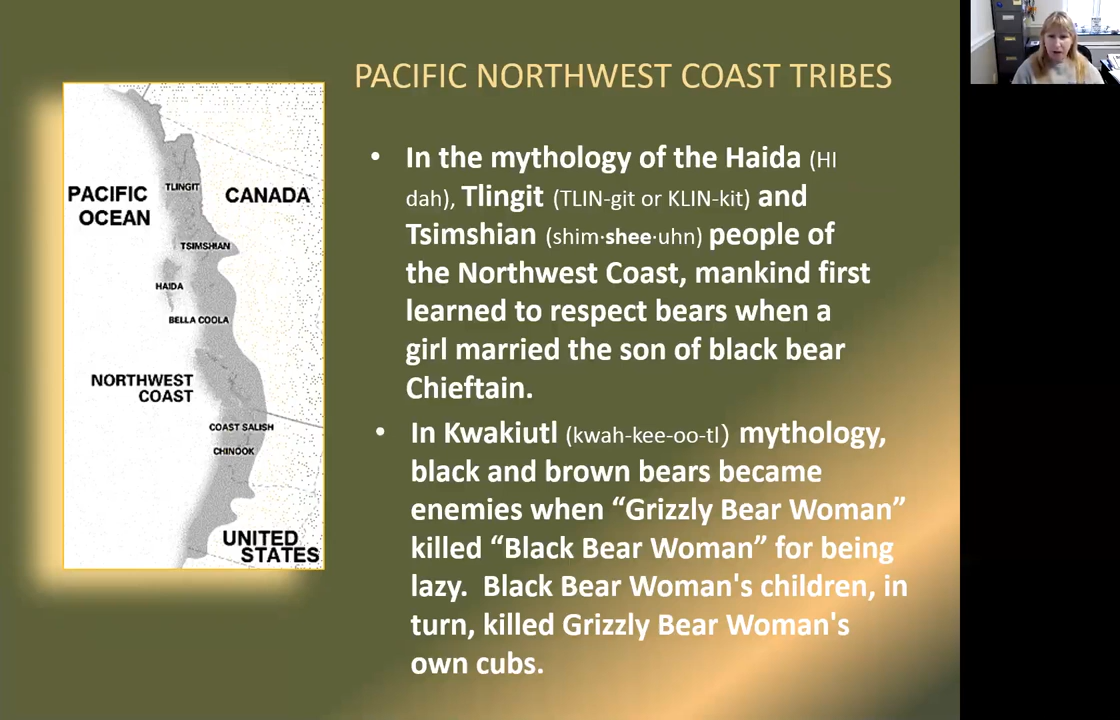 PACIFIC NORTHWEST COAST TRIBES
PACIFIC
OCEAN
TLINGIT
CANADA
TSIMSHIAN
HAIDA
BELLA COOLA
NORTHWEST
COAST
COAST SALISH
CHINOOK
UNITED
STATES
• In the mythology of the Haida (HI
dah), Tlingit (TLIN-git or KLIN-kit) and
Tsimshian (shim·shee·uhn) people of
the Northwest Coast, mankind first
learned to respect bears when a
girl married the son of black bear
Chieftain.
• In Kwakiutl (kwah-kee-oo-tl) mythology,
black and brown bears became
enemies when “Grizzly Bear Woman”
killed “Black Bear Woman” for being
lazy.  Black Bear Woman's children, in
turn, killed Grizzly Bear Woman's
own cubs.